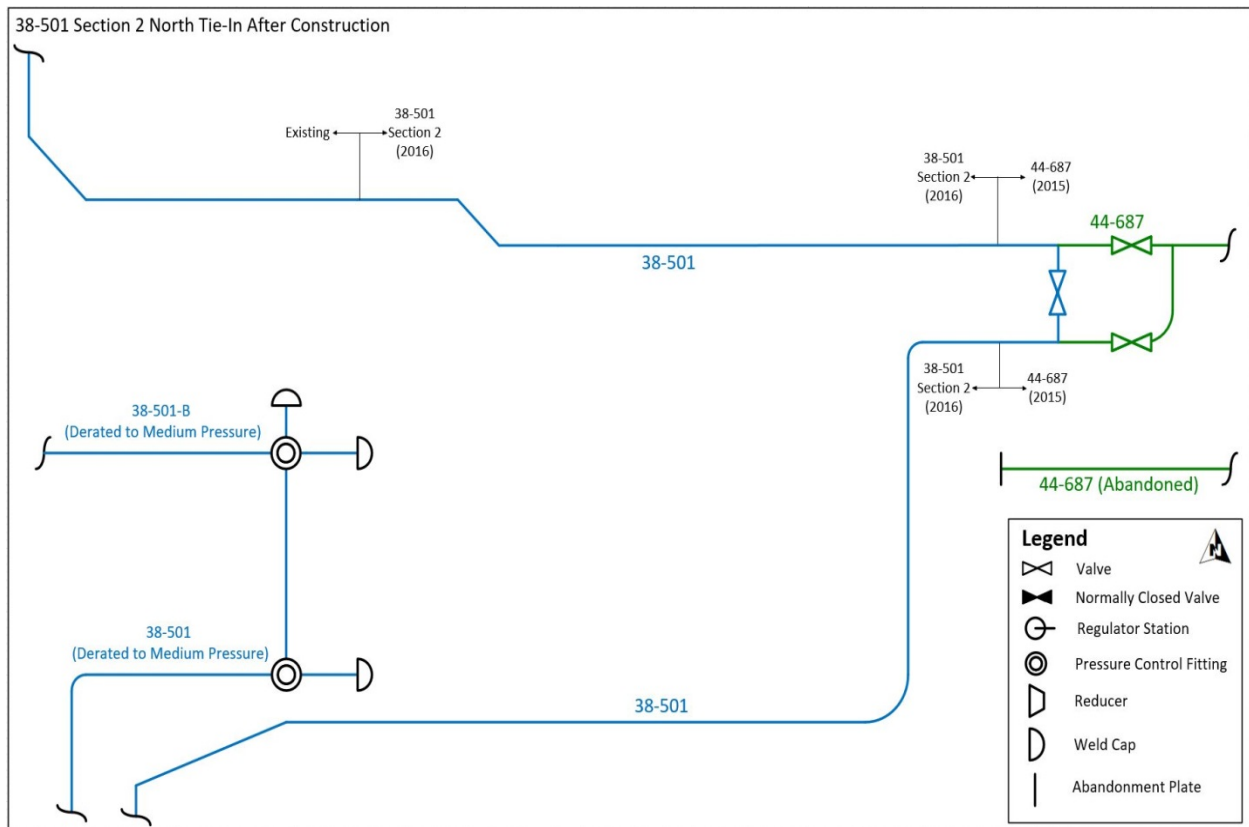 38-501 Section 2 North Tie-In After Construction
Existing
38-501
Section 2
(2016)
38-501
Section 2
(2016)
44-687
(2015)
44-687
38-501
38-501
Section 2
(2016)
44-687
(2015)
38-501-B
(Derated to Medium Pressure)
44-687 (Abandoned)
38-501
(Derated to Medium Pressure)
38-501
Legend
N
Valve
Normally Closed Valve
Regulator Station
Pressure Control Fitting
Reducer
Weld Cap
Abandonment Plate